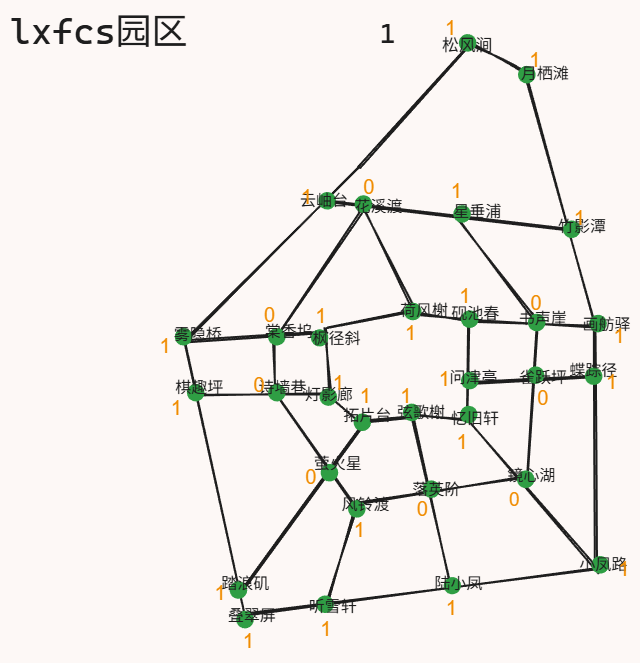 lxfcs园区
1
1
松风涧
1
月栖滩
1
云岫台
0
花溪渡
1
星垂浦
1
竹影潭
雾隐桥
1
0
棠香坞
1
枫径斜
荷风榭
1
1
砚池春
0
书声崖
画舫驿
1
棋趣坪
1
0
诗墙巷
1
灯影廊
1
问津亭
雀跃坪
0
蝶踪径
1
1
拓片台
1
弦歌榭
忆旧轩
1
萤火星
0
风铃渡
1
落英阶
0
镜心湖
0
踏浪矶
1
叠翠屏
1
听雪轩
1
陆小凤
1
小凤路
1